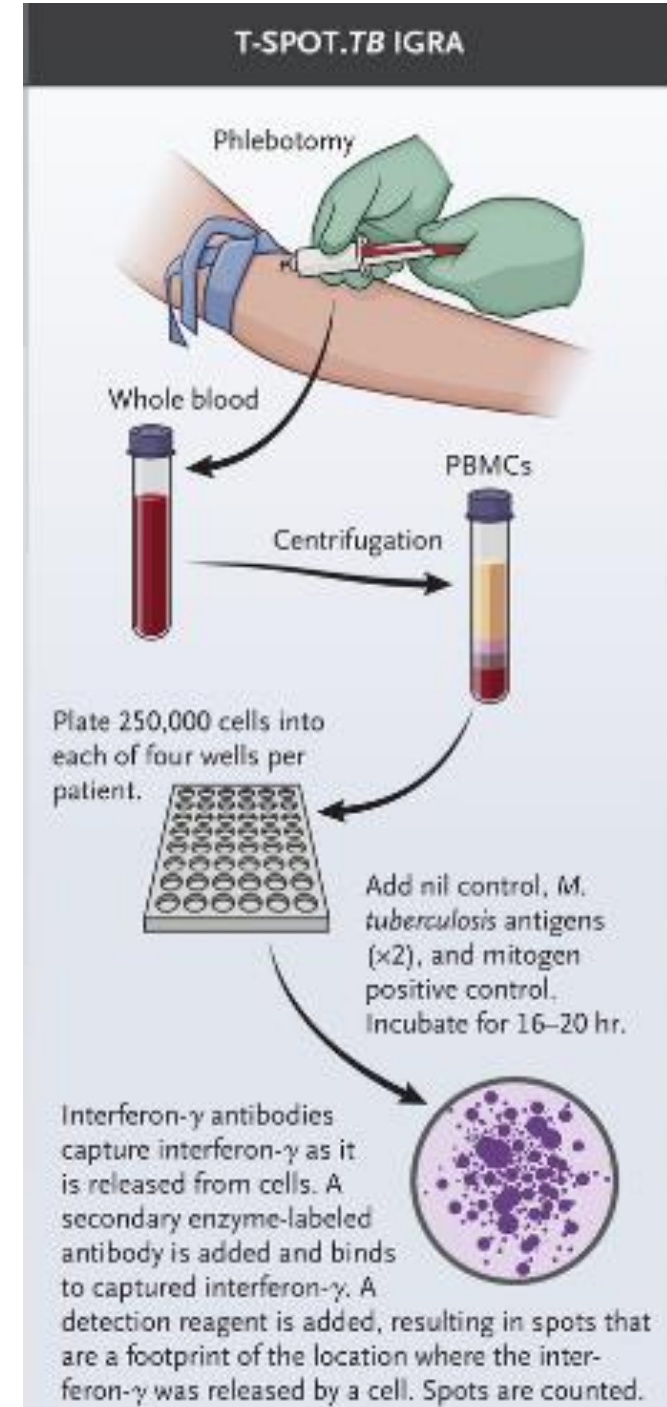 T-SPOT.TB IGRA
Phlebotomy
Whole blood
PBMCs
Centrifugation
Plate 250,000 cells into
each of four wells per
patient.
Add nil control, M.
tuberculosis antigens
(×2), and mitogen
positive control.
Incubate for 16–20 hr.
Interferon-γ antibodies
capture interferon-γ as it
is released from cells. A
secondary enzyme-labeled
antibody is added and binds
to captured interferon-γ. A
detection reagent is added, resulting in spots that
are a footprint of the location where the inter-
feron-γ was released by a cell. Spots are counted.